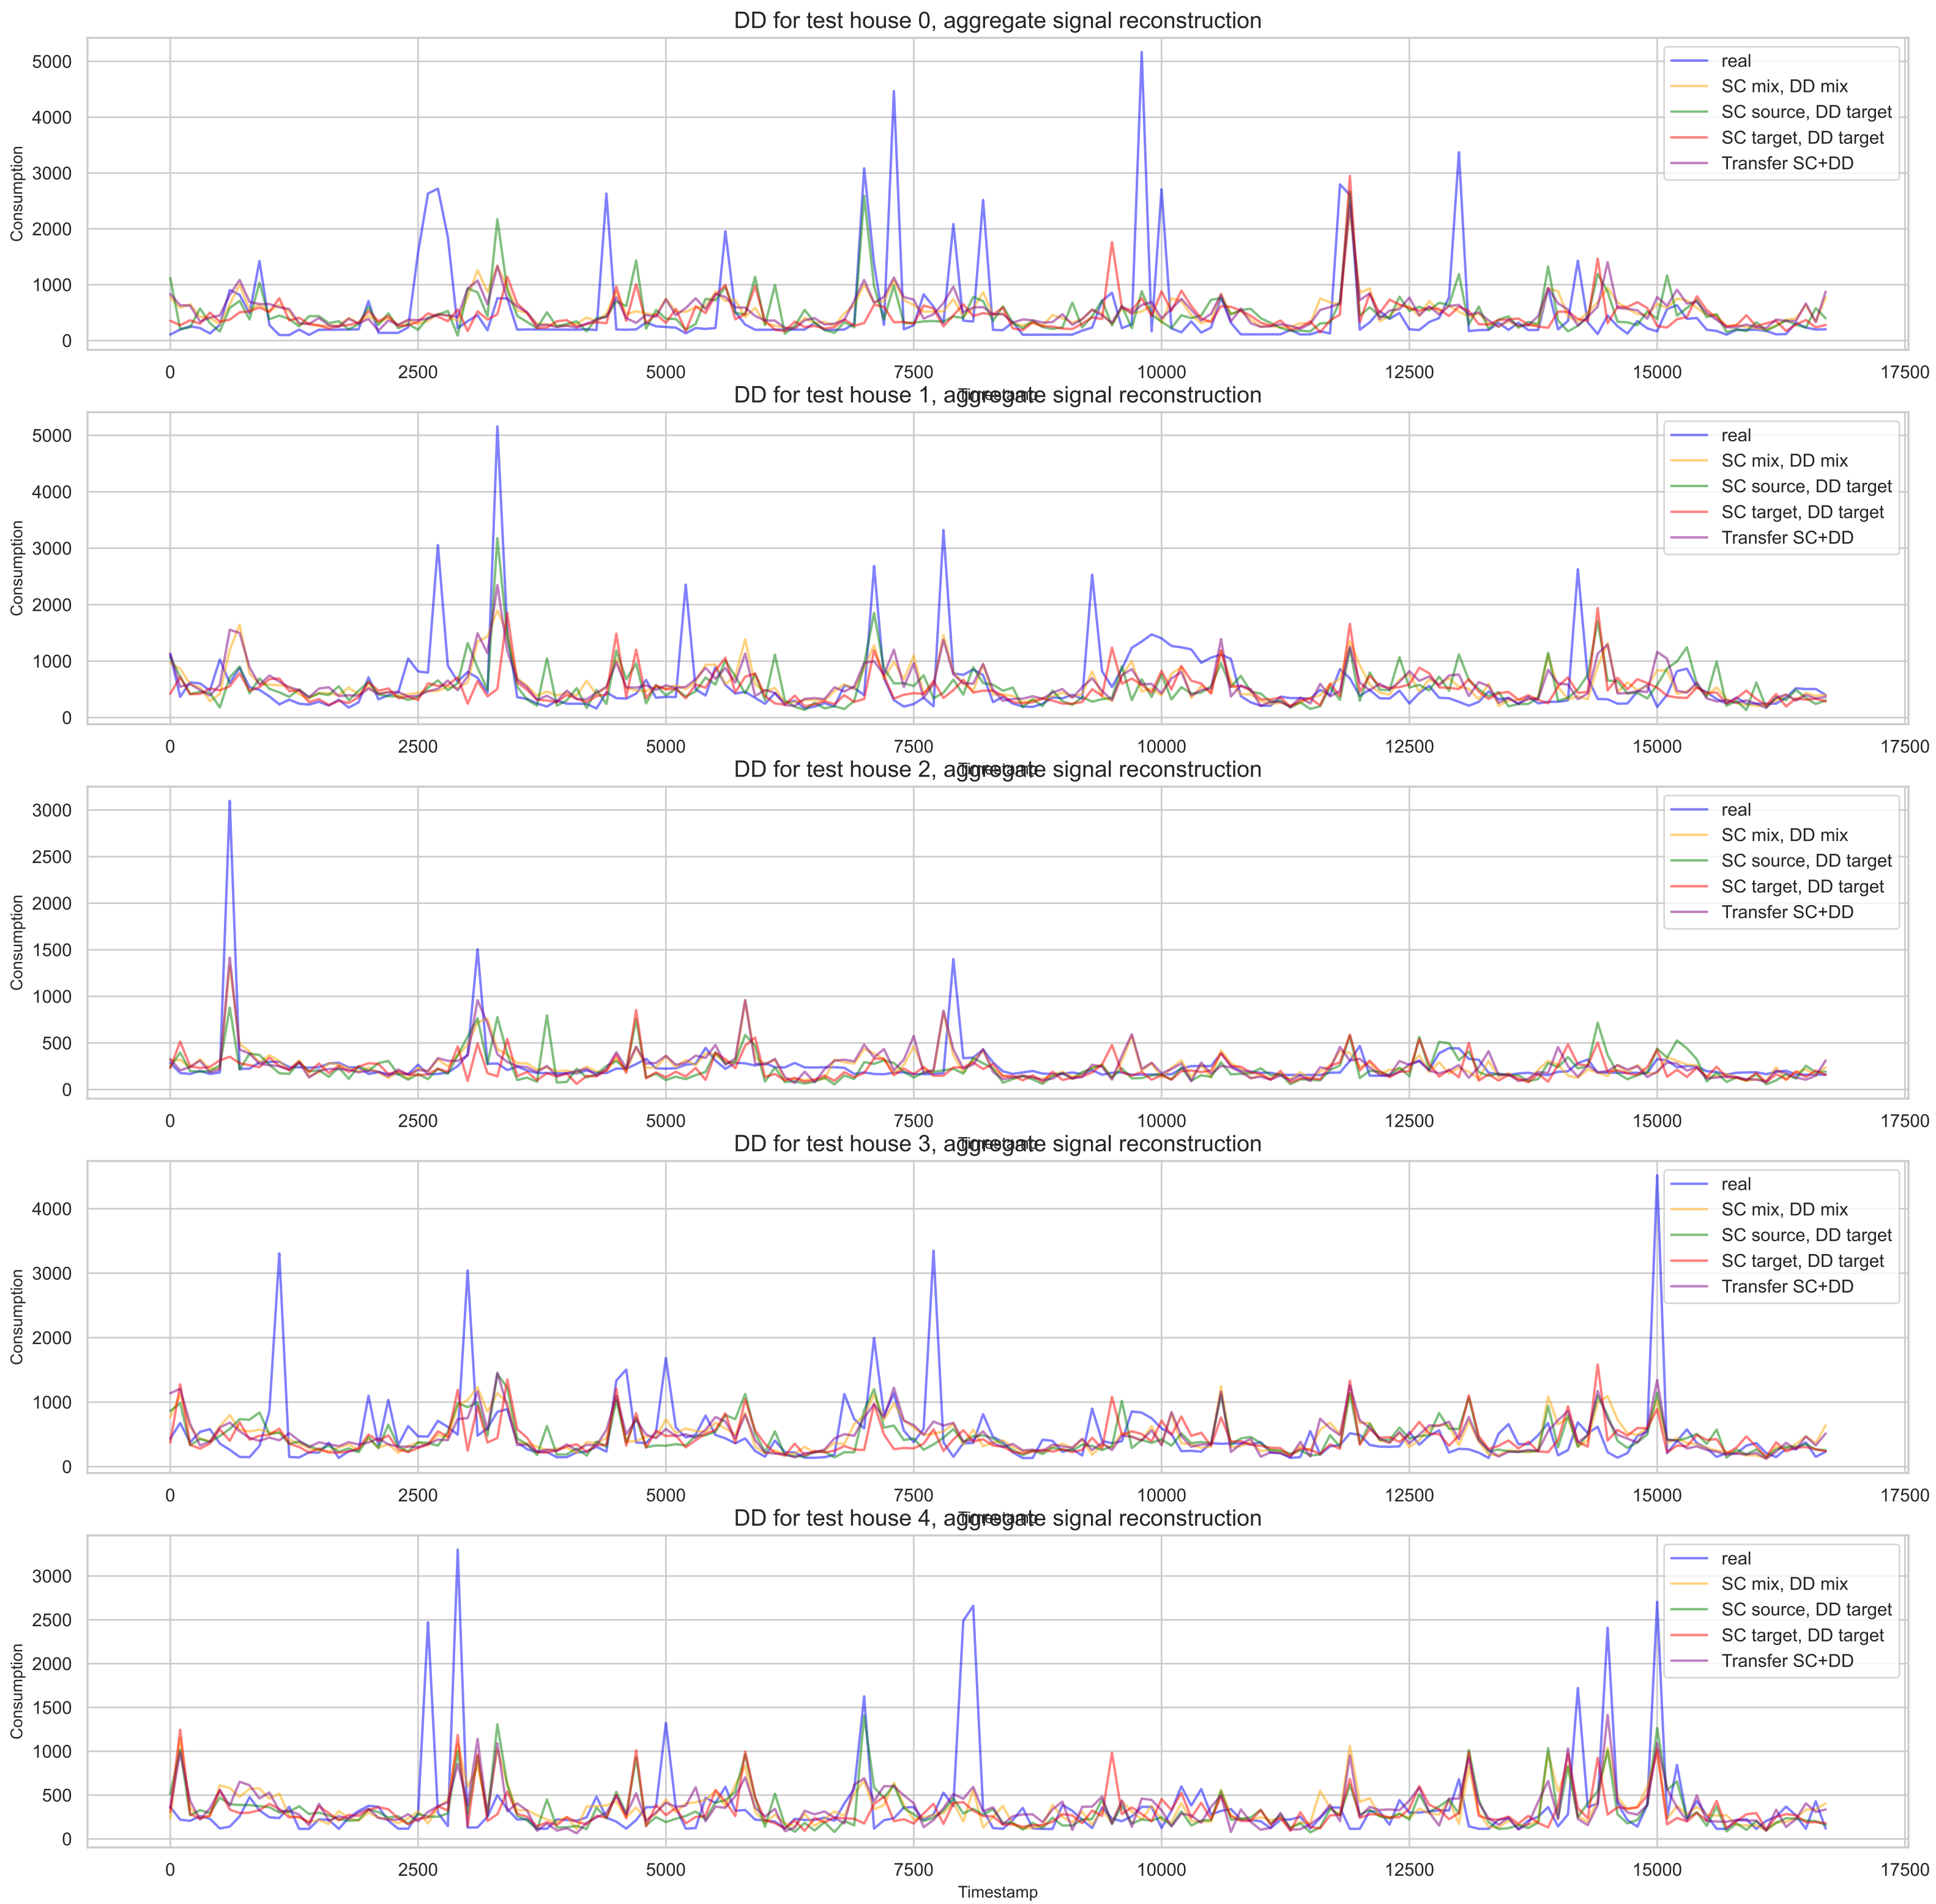 DD for test house 0, aggregate signal reconstruction
5000
4000
3000
2000
1000
0
Consumption
real
SC mix, DD mix
SC source, DD target
SC target, DD target
Transfer SC+DD
0 2500 5000 7500 10000 12500 15000 17500
Timestamp
DD for test house 1, aggregate signal reconstruction
5000
4000
3000
2000
1000
0
Consumption
real
SC mix, DD mix
SC source, DD target
SC target, DD target
Transfer SC+DD
0 2500 5000 7500 10000 12500 15000 17500
Timestamp
DD for test house 2, aggregate signal reconstruction
3000
2500
2000
1500
1000
500
0
Consumption
real
SC mix, DD mix
SC source, DD target
SC target, DD target
Transfer SC+DD
0 2500 5000 7500 10000 12500 15000 17500
Timestamp
DD for test house 3, aggregate signal reconstruction
4000
3000
2000
1000
0
Consumption
real
SC mix, DD mix
SC source, DD target
SC target, DD target
Transfer SC+DD
0 2500 5000 7500 10000 12500 15000 17500
Timestamp
DD for test house 4, aggregate signal reconstruction
3000
2500
2000
1500
1000
500
0
Consumption
real
SC mix, DD mix
SC source, DD target
SC target, DD target
Transfer SC+DD
0 2500 5000 7500 10000 12500 15000 17500
Timestamp